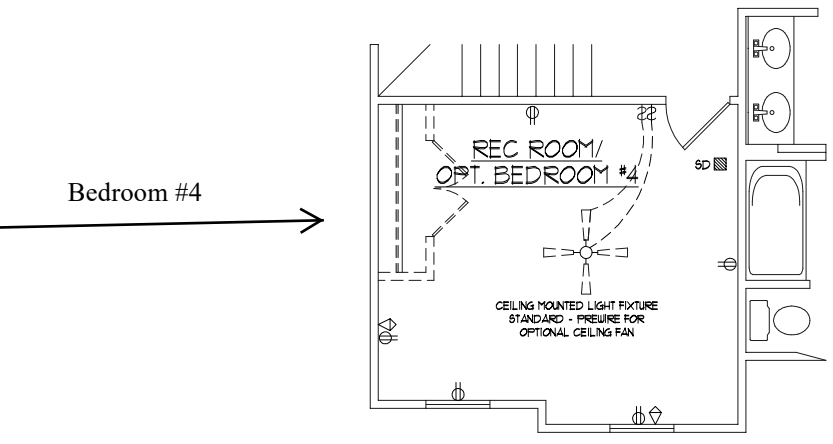 Bedroom #4
REC ROOM/
OPT. BEDROOM #4
SD
CEILING MOUNTED LIGHT FIXTURE
STANDARD - PREWIRE FOR
OPTIONAL CEILING FAN